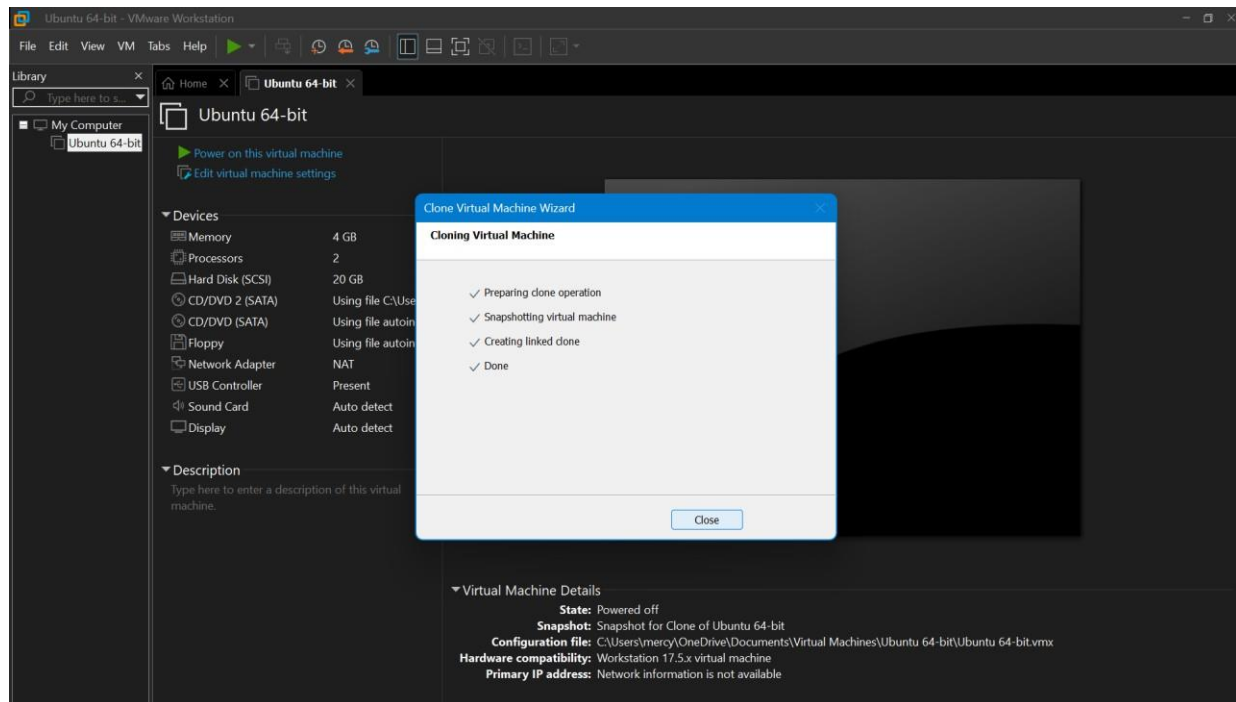 Ubuntu 64-bit - VMware Workstation
File Edit View VM Tabs Help
Library
Type here to s...
My Computer
Ubuntu 64-bit
Home
Ubuntu 64-bit
Ubuntu 64-bit
Power on this virtual machine
Edit virtual machine settings
Devices
Memory 4 GB
Processors 2
Hard Disk (SCSI) 20 GB
CD/DVD 2 (SATA) Using file C:\Use
CD/DVD (SATA) Using file autoin
Floppy Using file autoin
Network Adapter NAT
USB Controller Present
Sound Card Auto detect
Display Auto detect
Description
Type here to enter a description of this virtual
machine.
Clone Virtual Machine Wizard
Cloning Virtual Machine
Preparing clone operation
Snapshotting virtual machine
Creating linked clone
Done
Close
Virtual Machine Details
State: Powered off
Snapshot: Snapshot for Clone of Ubuntu 64-bit
Configuration file: C:\Users\mercy\OneDrive\Documents\Virtual Machines\Ubuntu 64-bit\Ubuntu 64-bit.vmx
Hardware compatibility: Workstation 17.5.x virtual machine
Primary IP address: Network information is not available